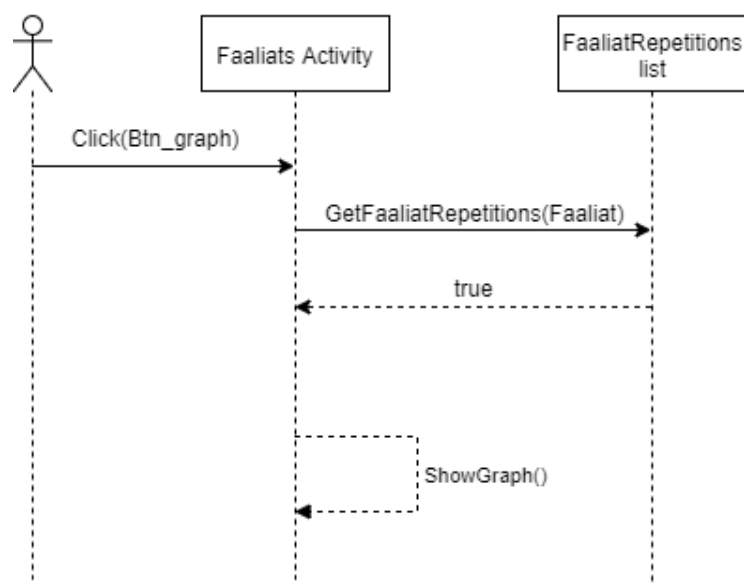 Faaliats Activity
FaaliatRepetitions
list
Click(Btn_graph)
GetFaaliatRepetitions(Faaliat)
true
ShowGraph()